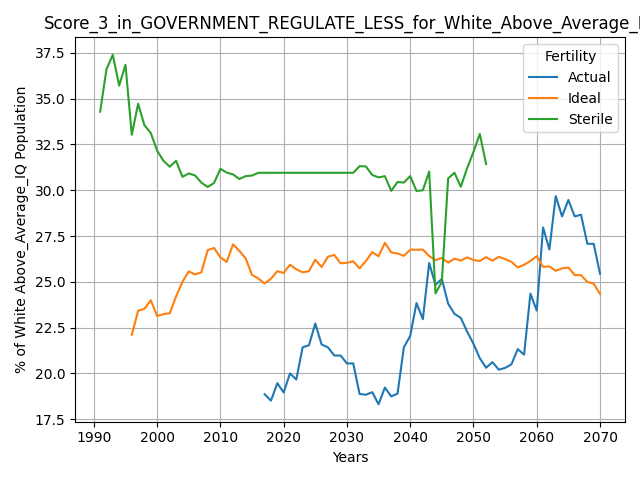 Score_3_in_GOVERNMENT_REGULATE_LESS_for_White_Above_Average_
Fertility
Actual
Ideal
Sterile
% of White Above_Average_IQ Population
37.5
35.0
32.5
30.0
27.5
25.0
22.5
20.0
17.5
1990 2000 2010 2020 2030 2040 2050 2060 2070
Years